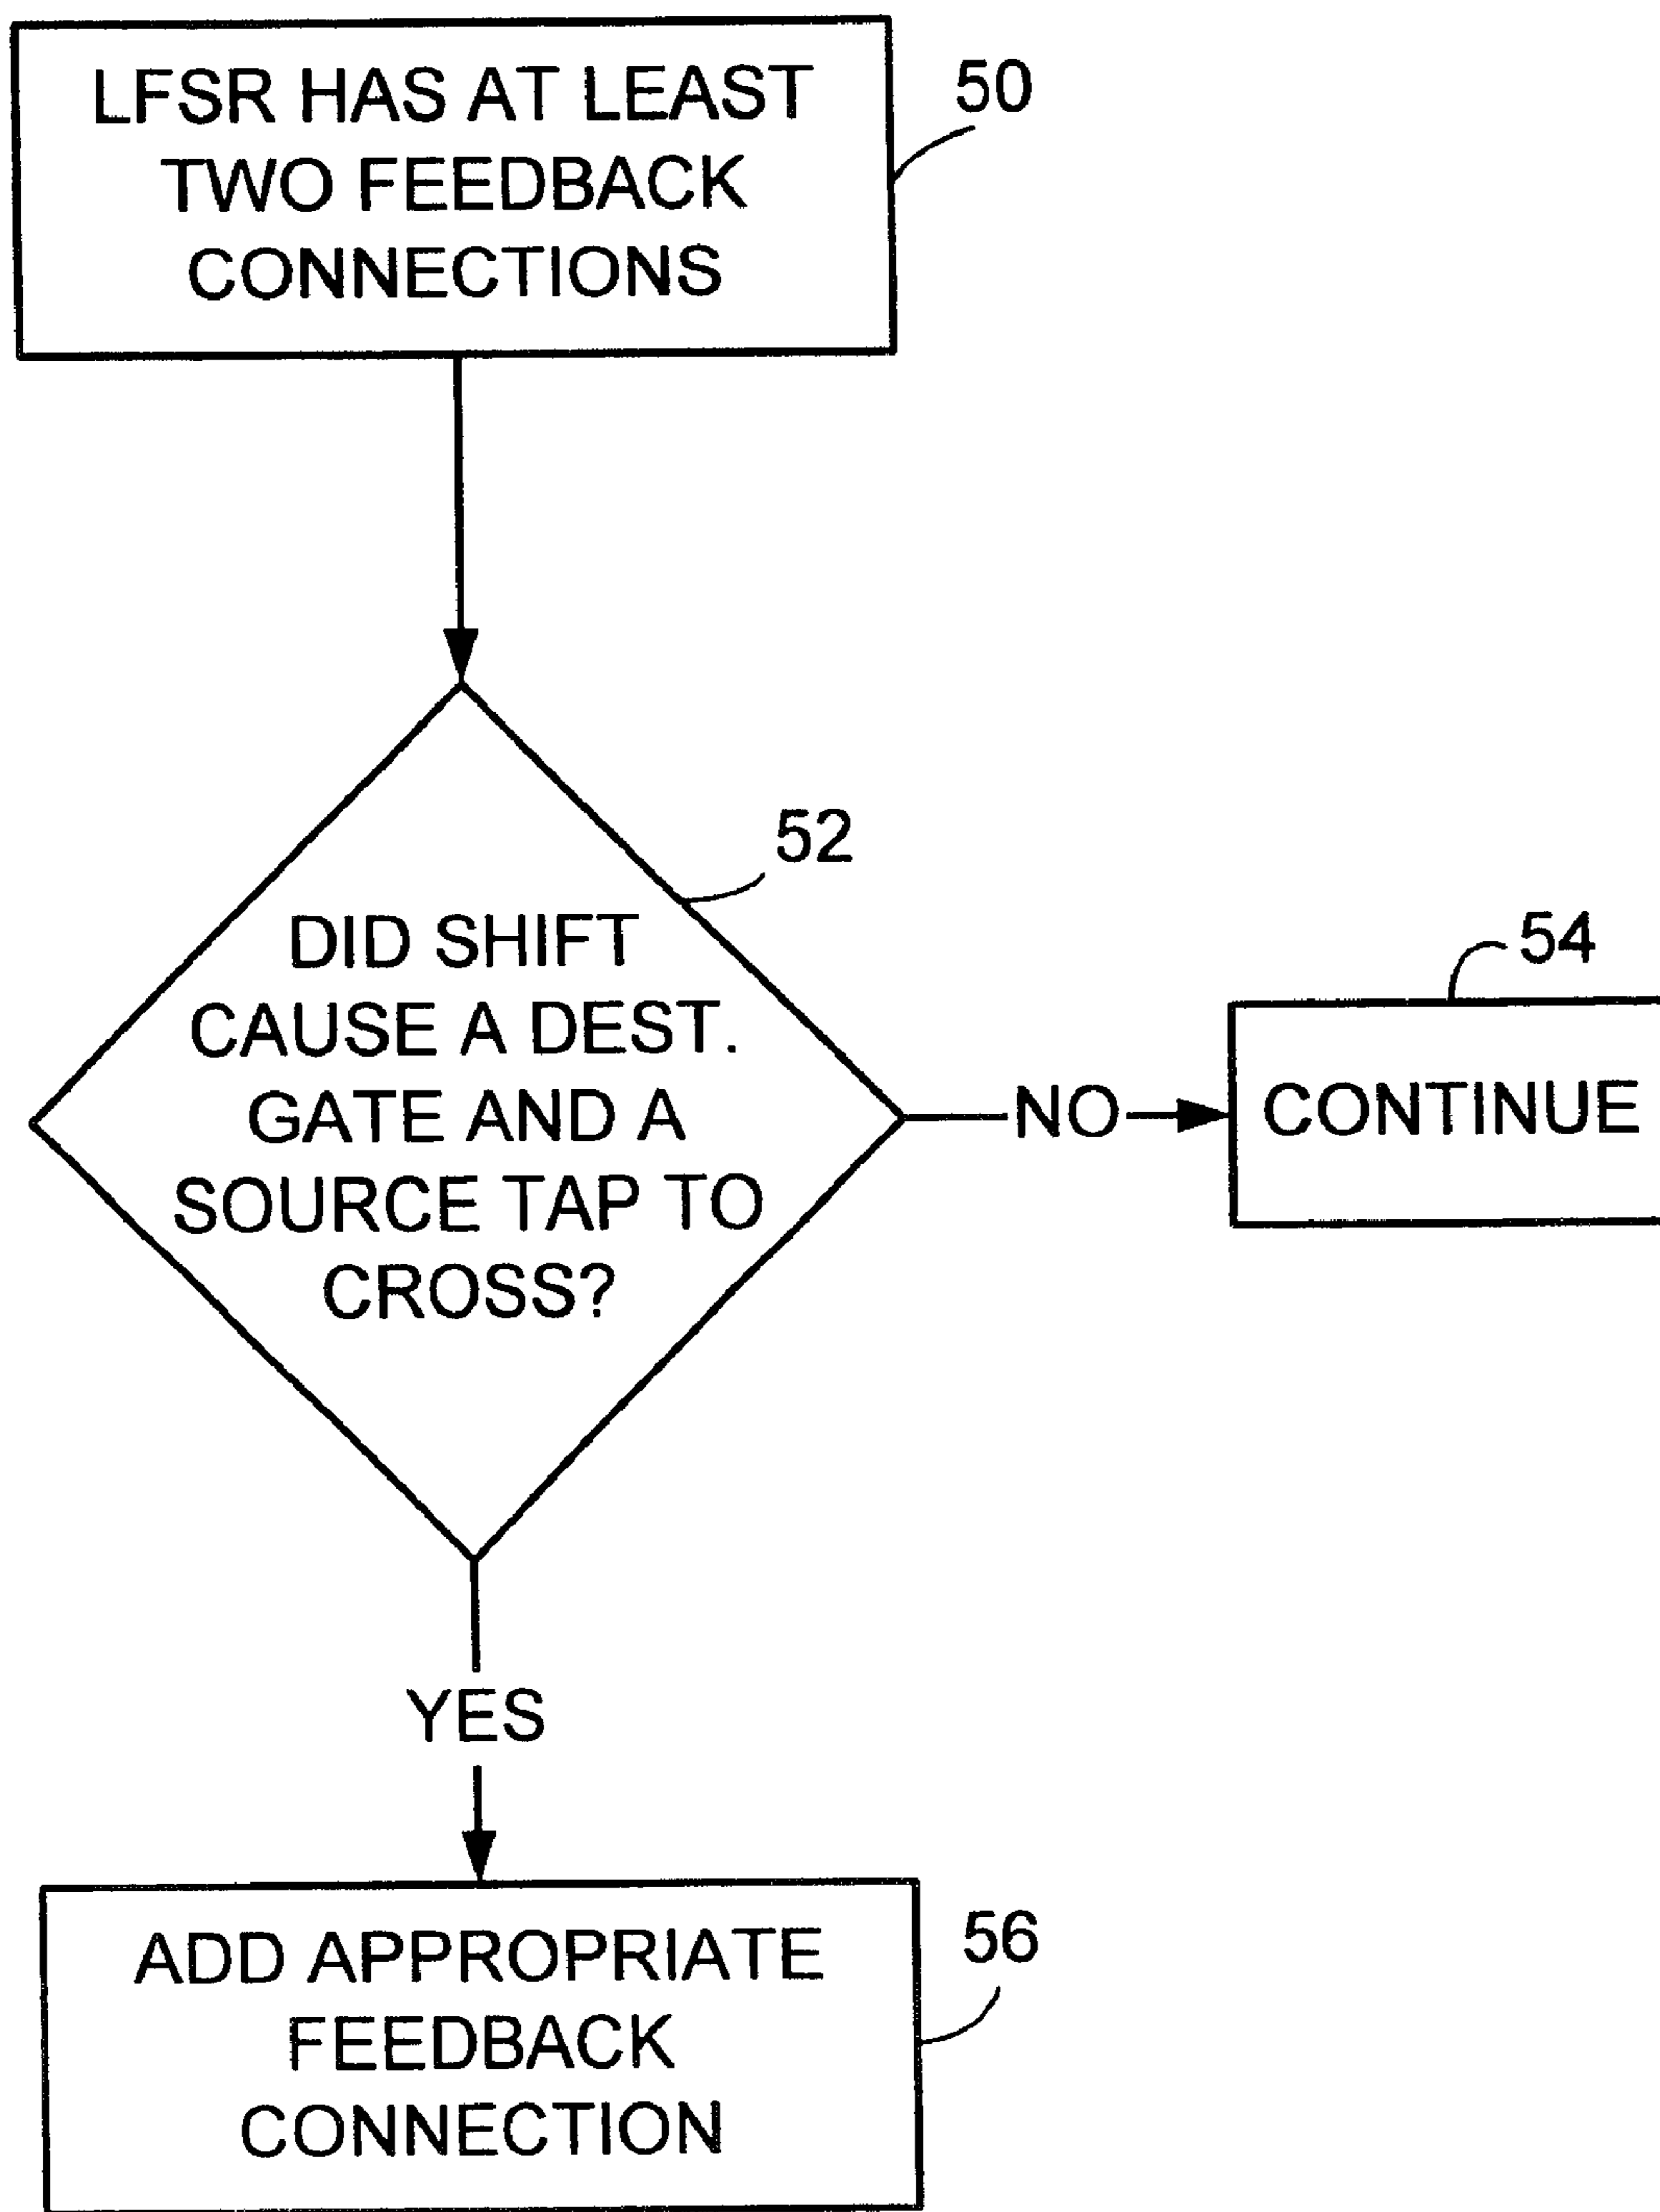 LFSR HAS AT LEAST
TWO FEEDBACK
CONNECTIONS
50
52
DID SHIFT
CAUSE A DEST.
GATE AND A
SOURCE TAP TO
CROSS?
NO
54
CONTINUE
YES
ADD APPROPRIATE
FEEDBACK
CONNECTION
56